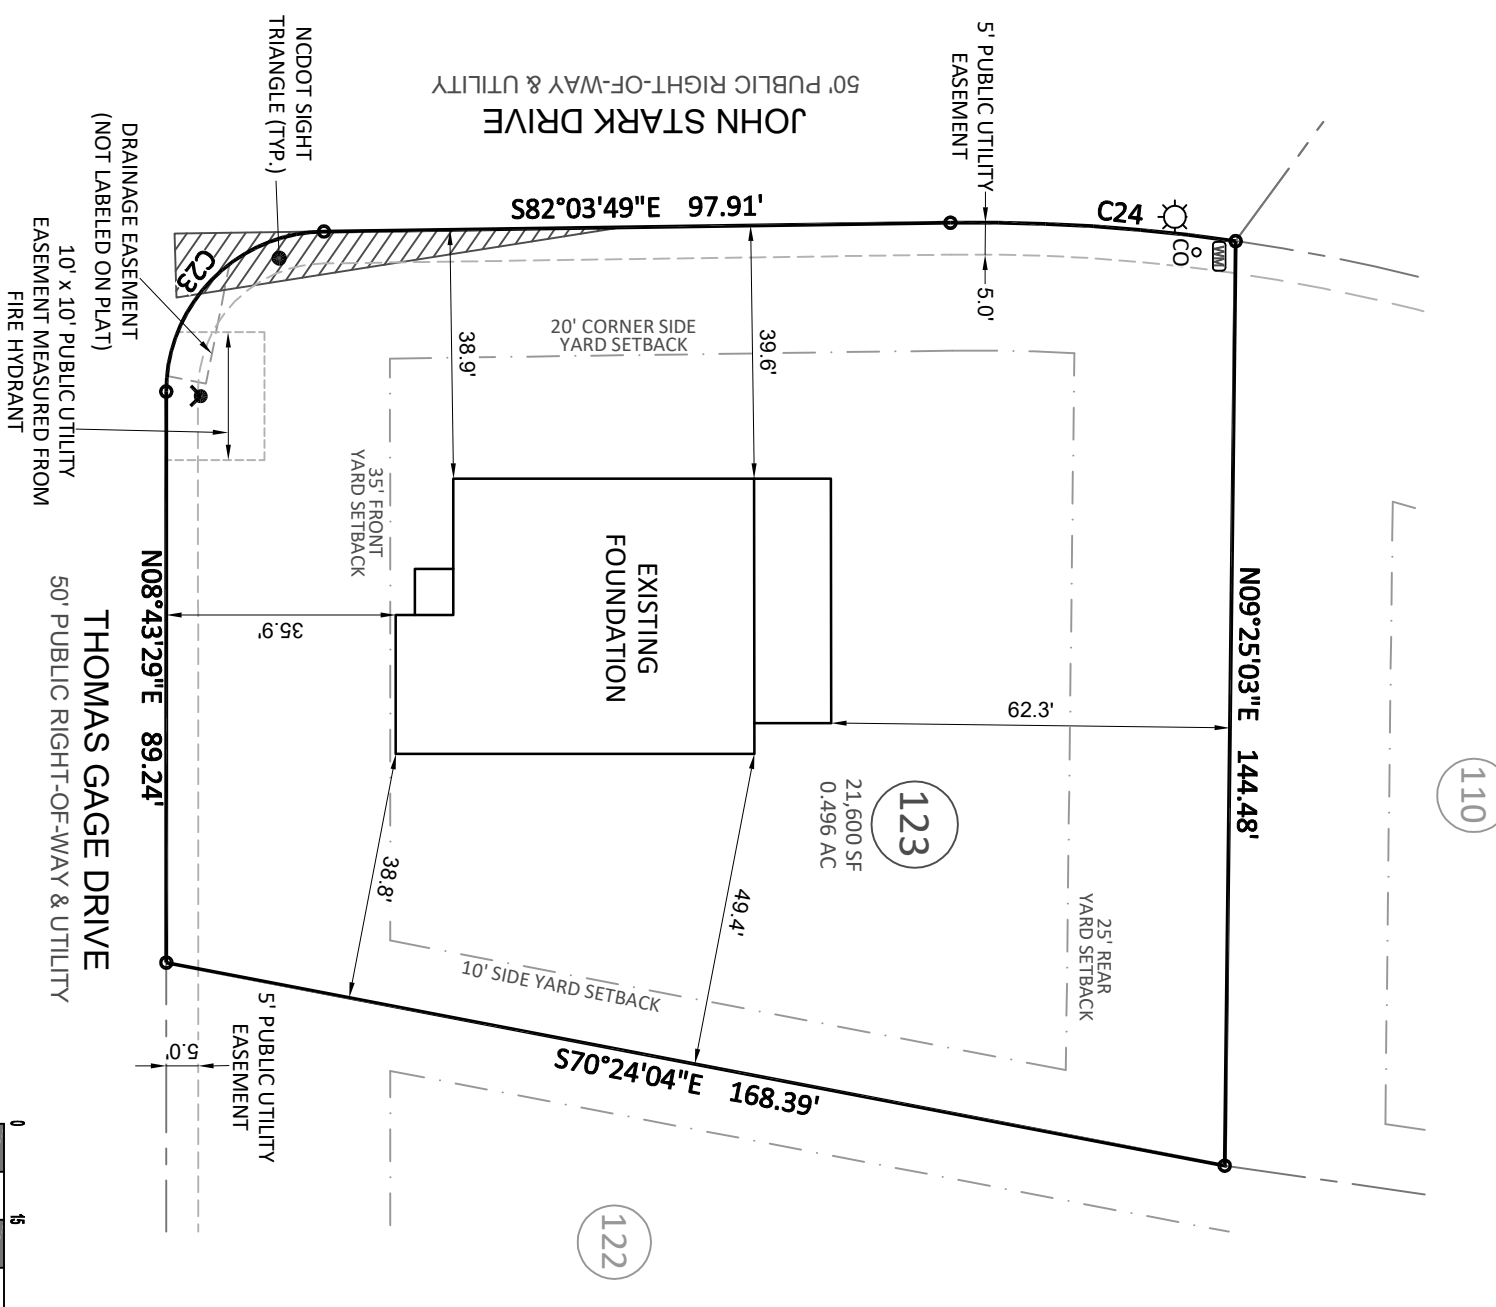 50' PUBLIC RIGHT-OF-WAY & UTILITY
JOHN STARK DRIVE
5' PUBLIC UTILITY
EASEMENT
NCDOT SIGHT
TRIANGLE (TYP.)
DRAINAGE EASEMENT
(NOT LABELED ON PLAT)
10' x 10' PUBLIC UTILITY
EASEMENT MEASURED FROM
FIRE HYDRANT
S82°03'49"E 97.91'
C24
CO
WM
C23
5.0'
20' CORNER SIDE
YARD SETBACK
38.9'
39.6'
35' FRONT
YARD SETBACK
EXISTING
FOUNDATION
N08°43'29"E 89.24'
35.9'
THOMAS GAGE DRIVE
50' PUBLIC RIGHT-OF-WAY & UTILITY
N09°25'03"E 144.48'
62.3'
123
21,600 SF
0.496 AC
110
38.8'
49.4'
25' REAR
YARD SETBACK
10' SIDE YARD SETBACK
S70°24'04"E 168.39'
5' PUBLIC UTILITY
EASEMENT
5.0'
122
0
15